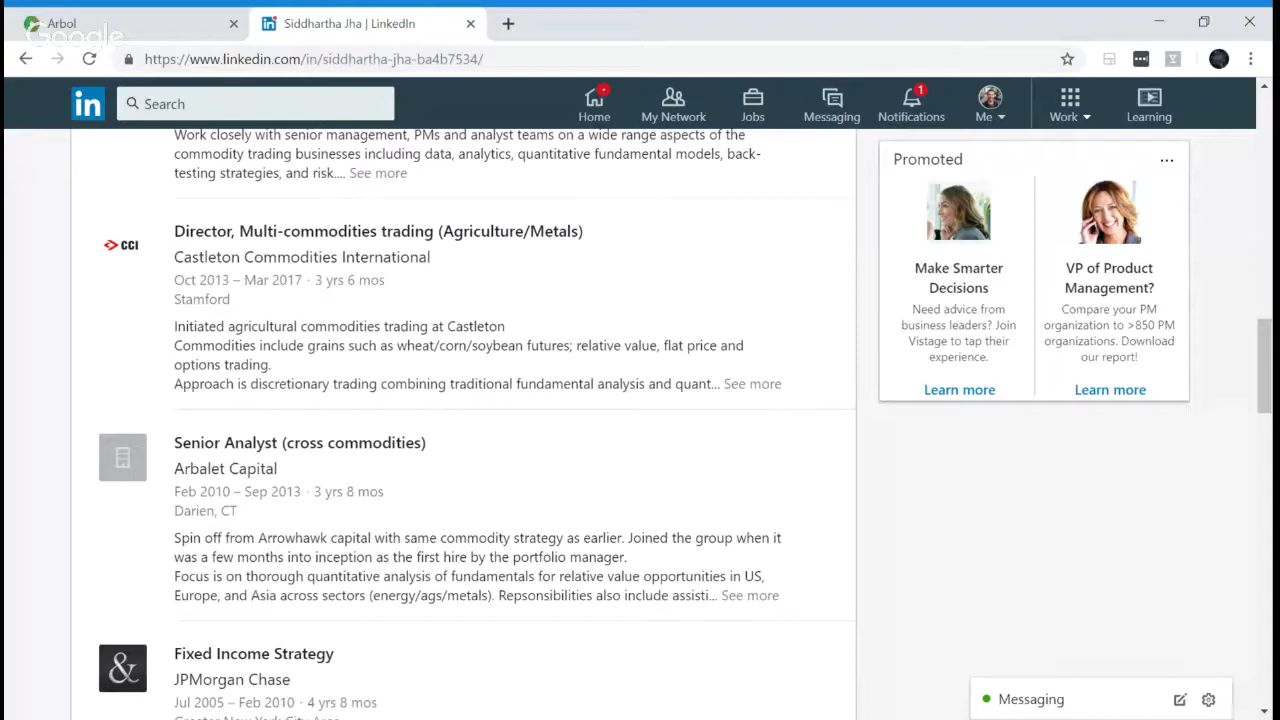 Arbol
Siddhartha Jha | LinkedIn
Google
https://www.linkedin.com/in/siddhartha-jha-ba4b7534/
in
Search
Home
My Network
Jobs
Messaging
1
Notifications
Me
Work
Learning
Work closely with senior management, PMs and analyst teams on a wide range aspects of the
commodity trading businesses including data, analytics, quantitative fundamental models, back-
testing strategies, and risk.... See more
CCI
Director, Multi-commodities trading (Agriculture/Metals)
Castleton Commodities International
Oct 2013 – Mar 2017 · 3 yrs 6 mos
Stamford
Initiated agricultural commodities trading at Castleton
Commodities include grains such as wheat/corn/soybean futures; relative value, flat price and
options trading.
Approach is discretionary trading combining traditional fundamental analysis and quant... See more
Senior Analyst (cross commodities)
Arbalet Capital
Feb 2010 – Sep 2013 · 3 yrs 8 mos
Darien, CT
Spin off from Arrowhawk capital with same commodity strategy as earlier. Joined the group when it
was a few months into inception as the first hire by the portfolio manager.
Focus is on thorough quantitative analysis of fundamentals for relative value opportunities in US,
Europe, and Asia across sectors (energy/ags/metals). Repsonsibilities also include assisti... See more
&
Fixed Income Strategy
JPMorgan Chase
Jul 2005 – Feb 2010 · 4 yrs 8 mos
Greater New York City Area
Promoted
Make Smarter
Decisions
Need advice from
business leaders? Join
Vistage to tap their
experience.
Learn more
VP of Product
Management?
Compare your PM
organization to >850 PM
organizations. Download
our report!
Learn more
Messaging